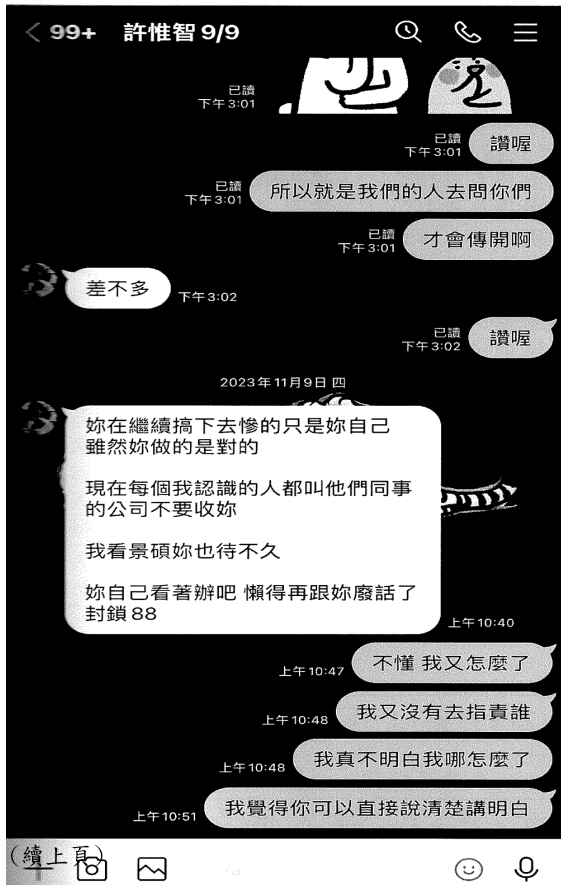 99+ 許惟智 9/9
已讀
下午3:01
已讀
下午3:01
讚喔
已讀
下午3:01
所以就是我們的人去問你們
已讀
下午3:01
才會傳開啊
差不多
下午3:02
已讀
下午3:02
讚喔
2023年11月9日 四
妳在繼續搞下去慘的只是妳自己
雖然妳做的是對的
現在每個我認識的人都叫他們同事
的公司不要收妳
我看景碩妳也待不久
妳自己看著辦吧 懶得再跟妳廢話了
封鎖88
上午10:40
上午10:47
不懂 我又怎麼了
上午10:48
我又沒有去指責誰
上午10:48
我真不明白我哪怎麼了
上午10:51
我覺得你可以直接說清楚講明白
(續上頁)